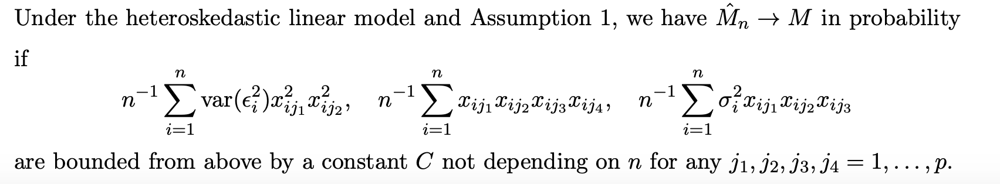 Under the heteroskedastic linear model and Assumption 1, we have $\hat{M}_n \to M$ in probability
if
$n^{-1} \sum_{i=1}^{n} \text{var}(\epsilon_i^2) x_{ij_1}^2 x_{ij_2}^2, \quad n^{-1} \sum_{i=1}^{n} x_{ij_1} x_{ij_2} x_{ij_3} x_{ij_4}, \quad n^{-1} \sum_{i=1}^{n} \sigma_i^2 x_{ij_1} x_{ij_2} x_{ij_3}$
are bounded from above by a constant $C$ not depending on $n$ for any $j_1, j_2, j_3, j_4 = 1, \ldots, p.$